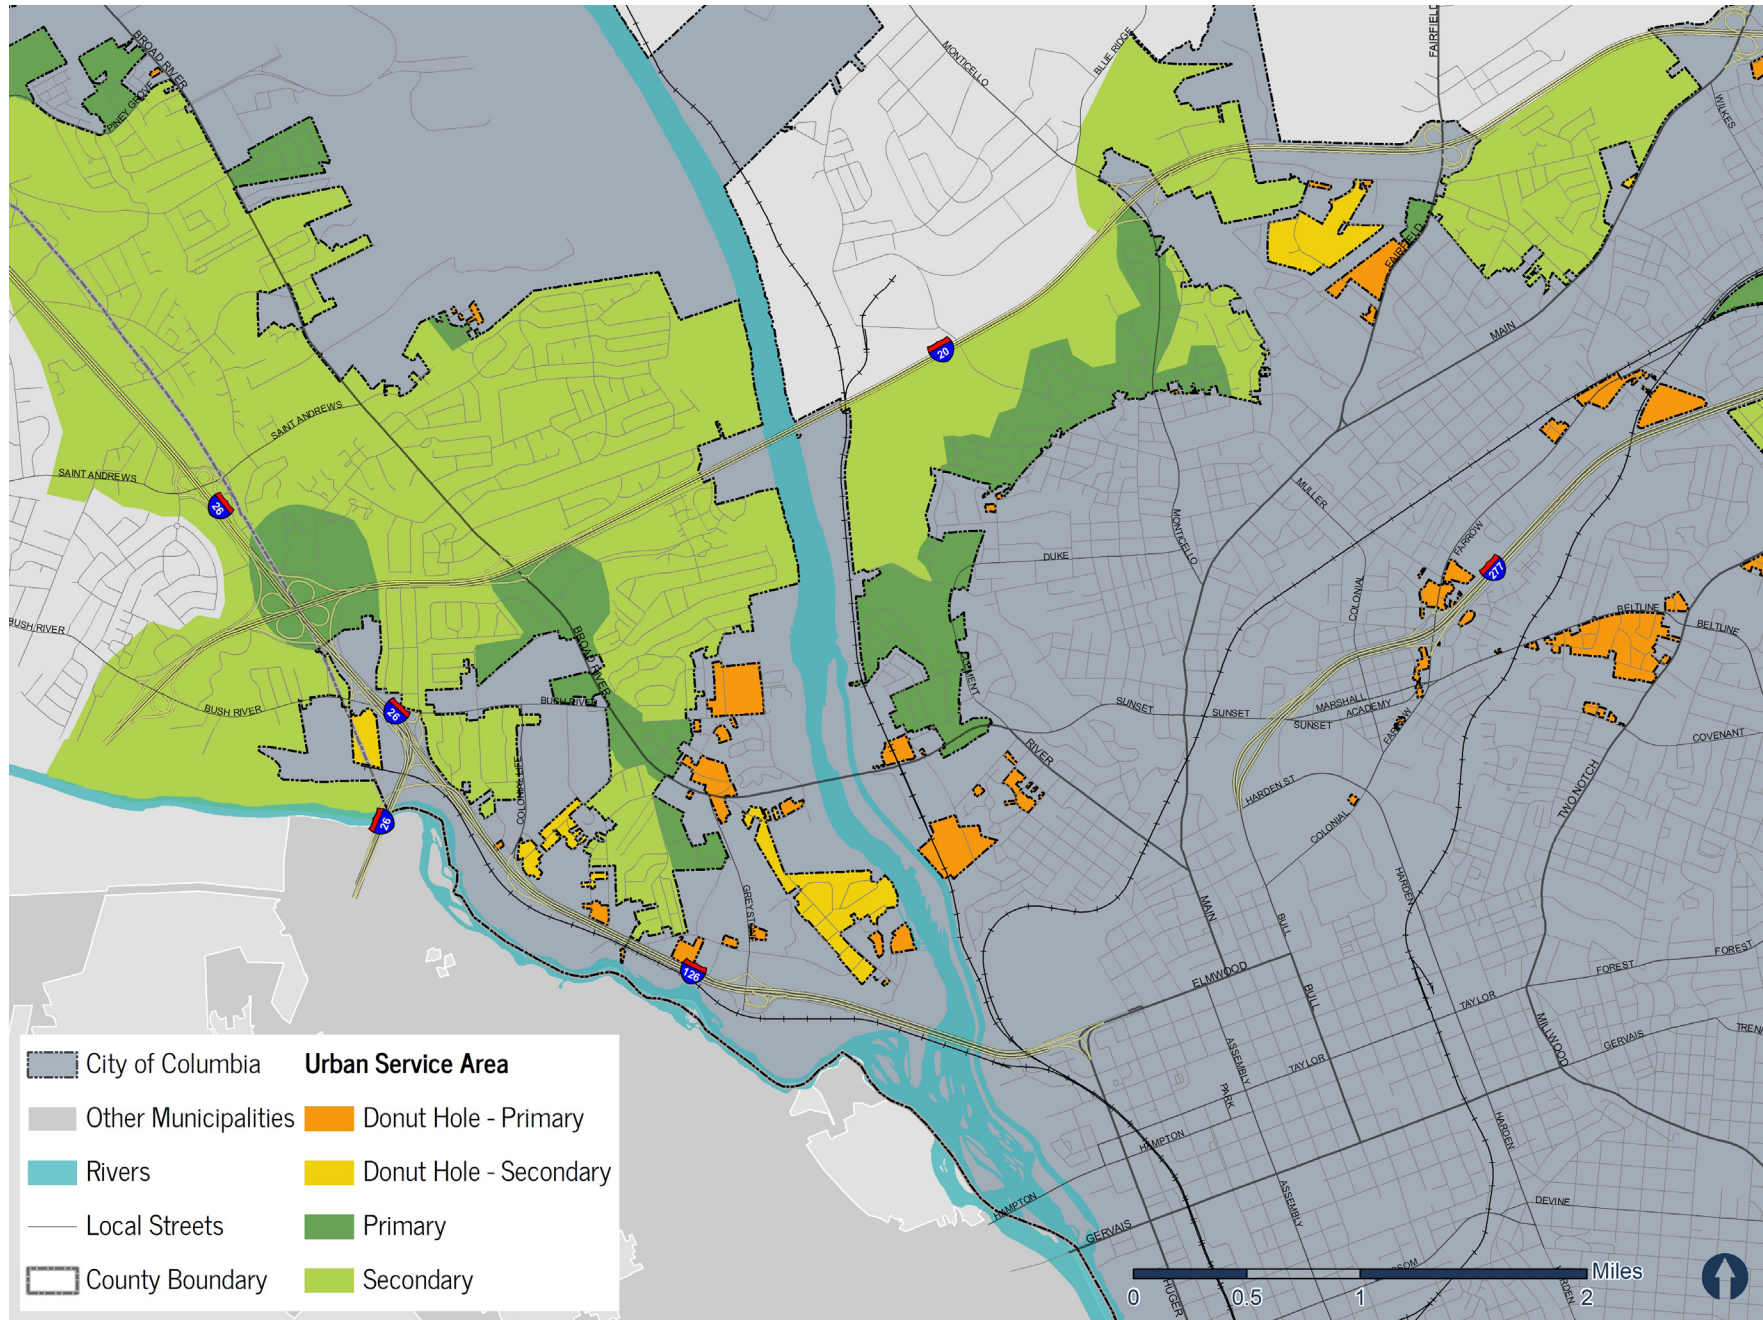 BROAD RIVER
PINEY GROVE
MONTICELLO
BLUE RIDGE
FAIRFIELD
WILKES
FAIRFIELD
MAIN
20
SAINT ANDREWS
SAINT ANDREWS
26
MULLER
MONTICELLO
DUKE
FARROW
277
COLONIAL
BELTLINE
BELTLINE
BUSH RIVER
BROAD RIVER
BUSH RIVER
BUSH RIVER
26
SUNSET
SUNSET
SUNSET
MARSHALL
ACADEMY
FARROW
COVENANT
RIVER
COLONIAL LIFE
HARDEN ST
COLONIAL
TWO NOTCH
26
GREYSTONE
HARDEN
MAIN
BULL
126
ELMWOOD
BULL
FOREST
FOREST
TAYLOR
MILLWOOD
GERVAIS
ASSEMBLY
TAYLOR
PARK
HAMPTON
HARDEN
ASSEMBLY
HAMPTON
GERVAIS
DEVINE
HUGER
City of Columbia
Other Municipalities
Rivers
Local Streets
County Boundary
Urban Service Area
Donut Hole - Primary
Donut Hole - Secondary
Primary
Secondary
Miles
0 0.5 1 2